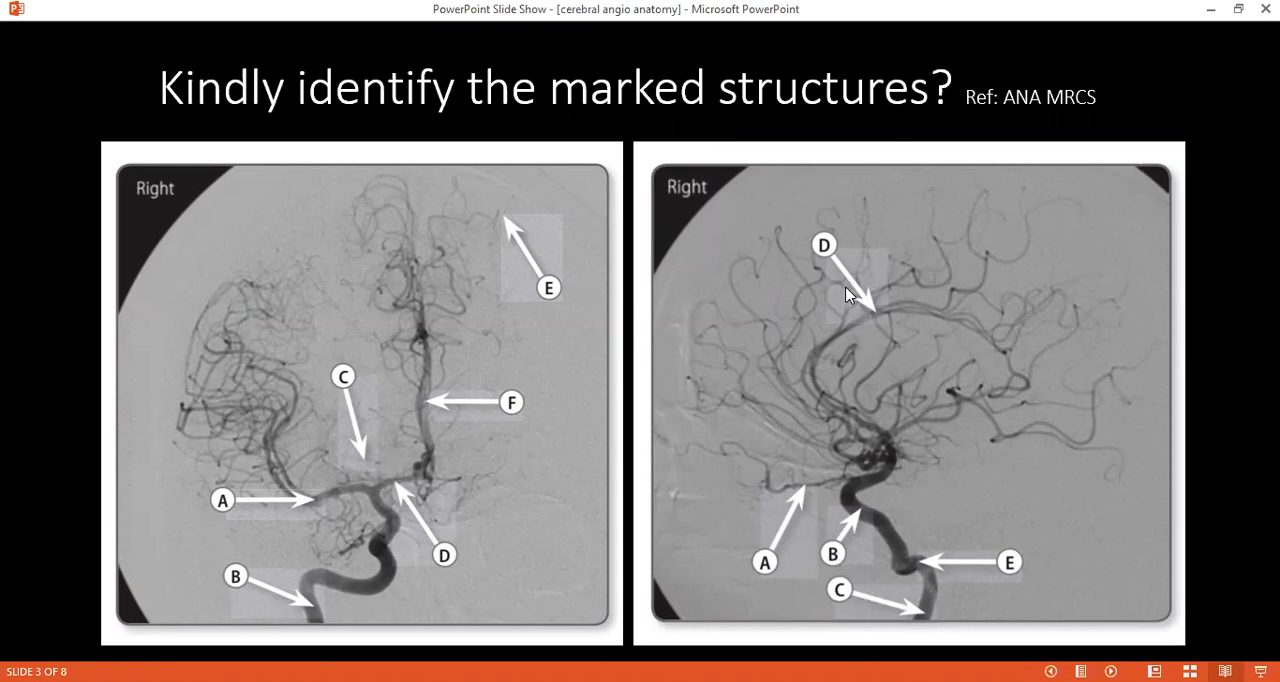 PowerPoint Slide Show - [cerebral angio anatomy] - Microsoft PowerPoint
Kindly identify the marked structures? Ref: ANA MRCS
Right
E
C
F
A
D
B
Right
D
A
B
E
C
SLIDE 3 OF 8